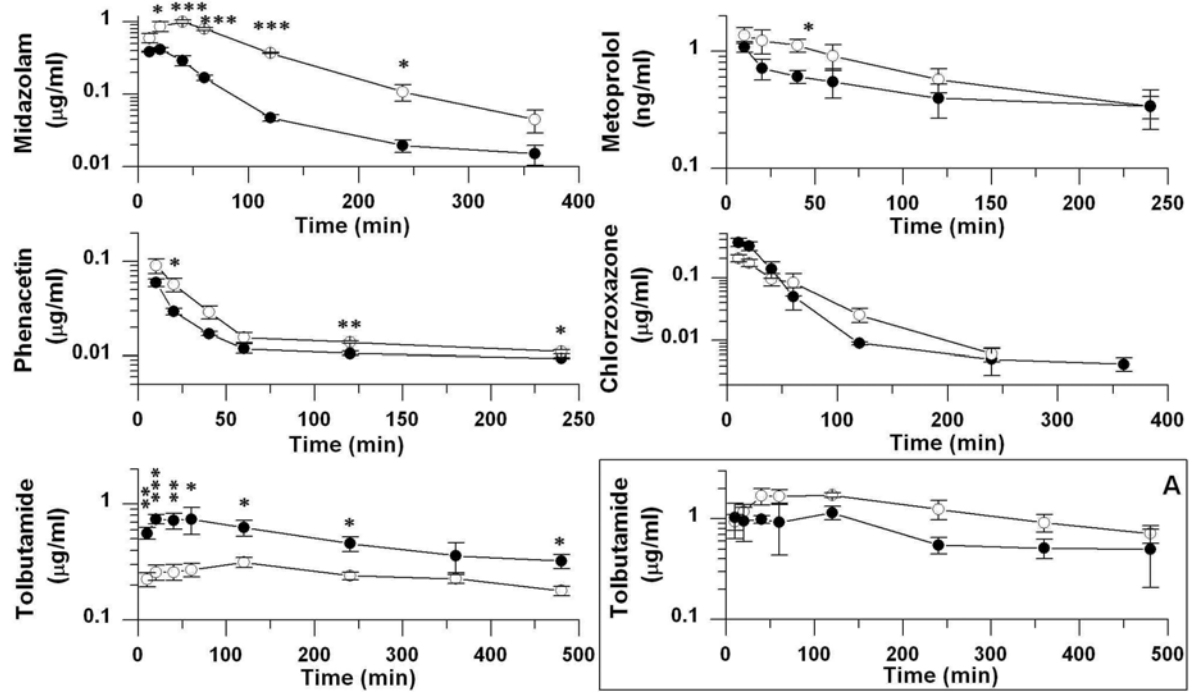 Midazolam
(µg/ml)
1
0.1
0.01
* *** *** *** *
0 100 200 300 400
Time (min)
Metoprolol
(ng/ml)
1
0.1
*
0 50 100 150 200 250
Time (min)
Phenacetin
(µg/ml)
0.1
0.01
* ** *
0 50 100 150 200 250
Time (min)
Chlorzoxazone
(µg/ml)
0.1
0.01
0 100 200 300 400
Time (min)
Tolbutamide
(µg/ml)
1
0.1
** *** ** * * * *
0 100 200 300 400 500
Time (min)
A
Tolbutamide
(µg/ml)
1
0.1
0 100 200 300 400 500
Time (min)